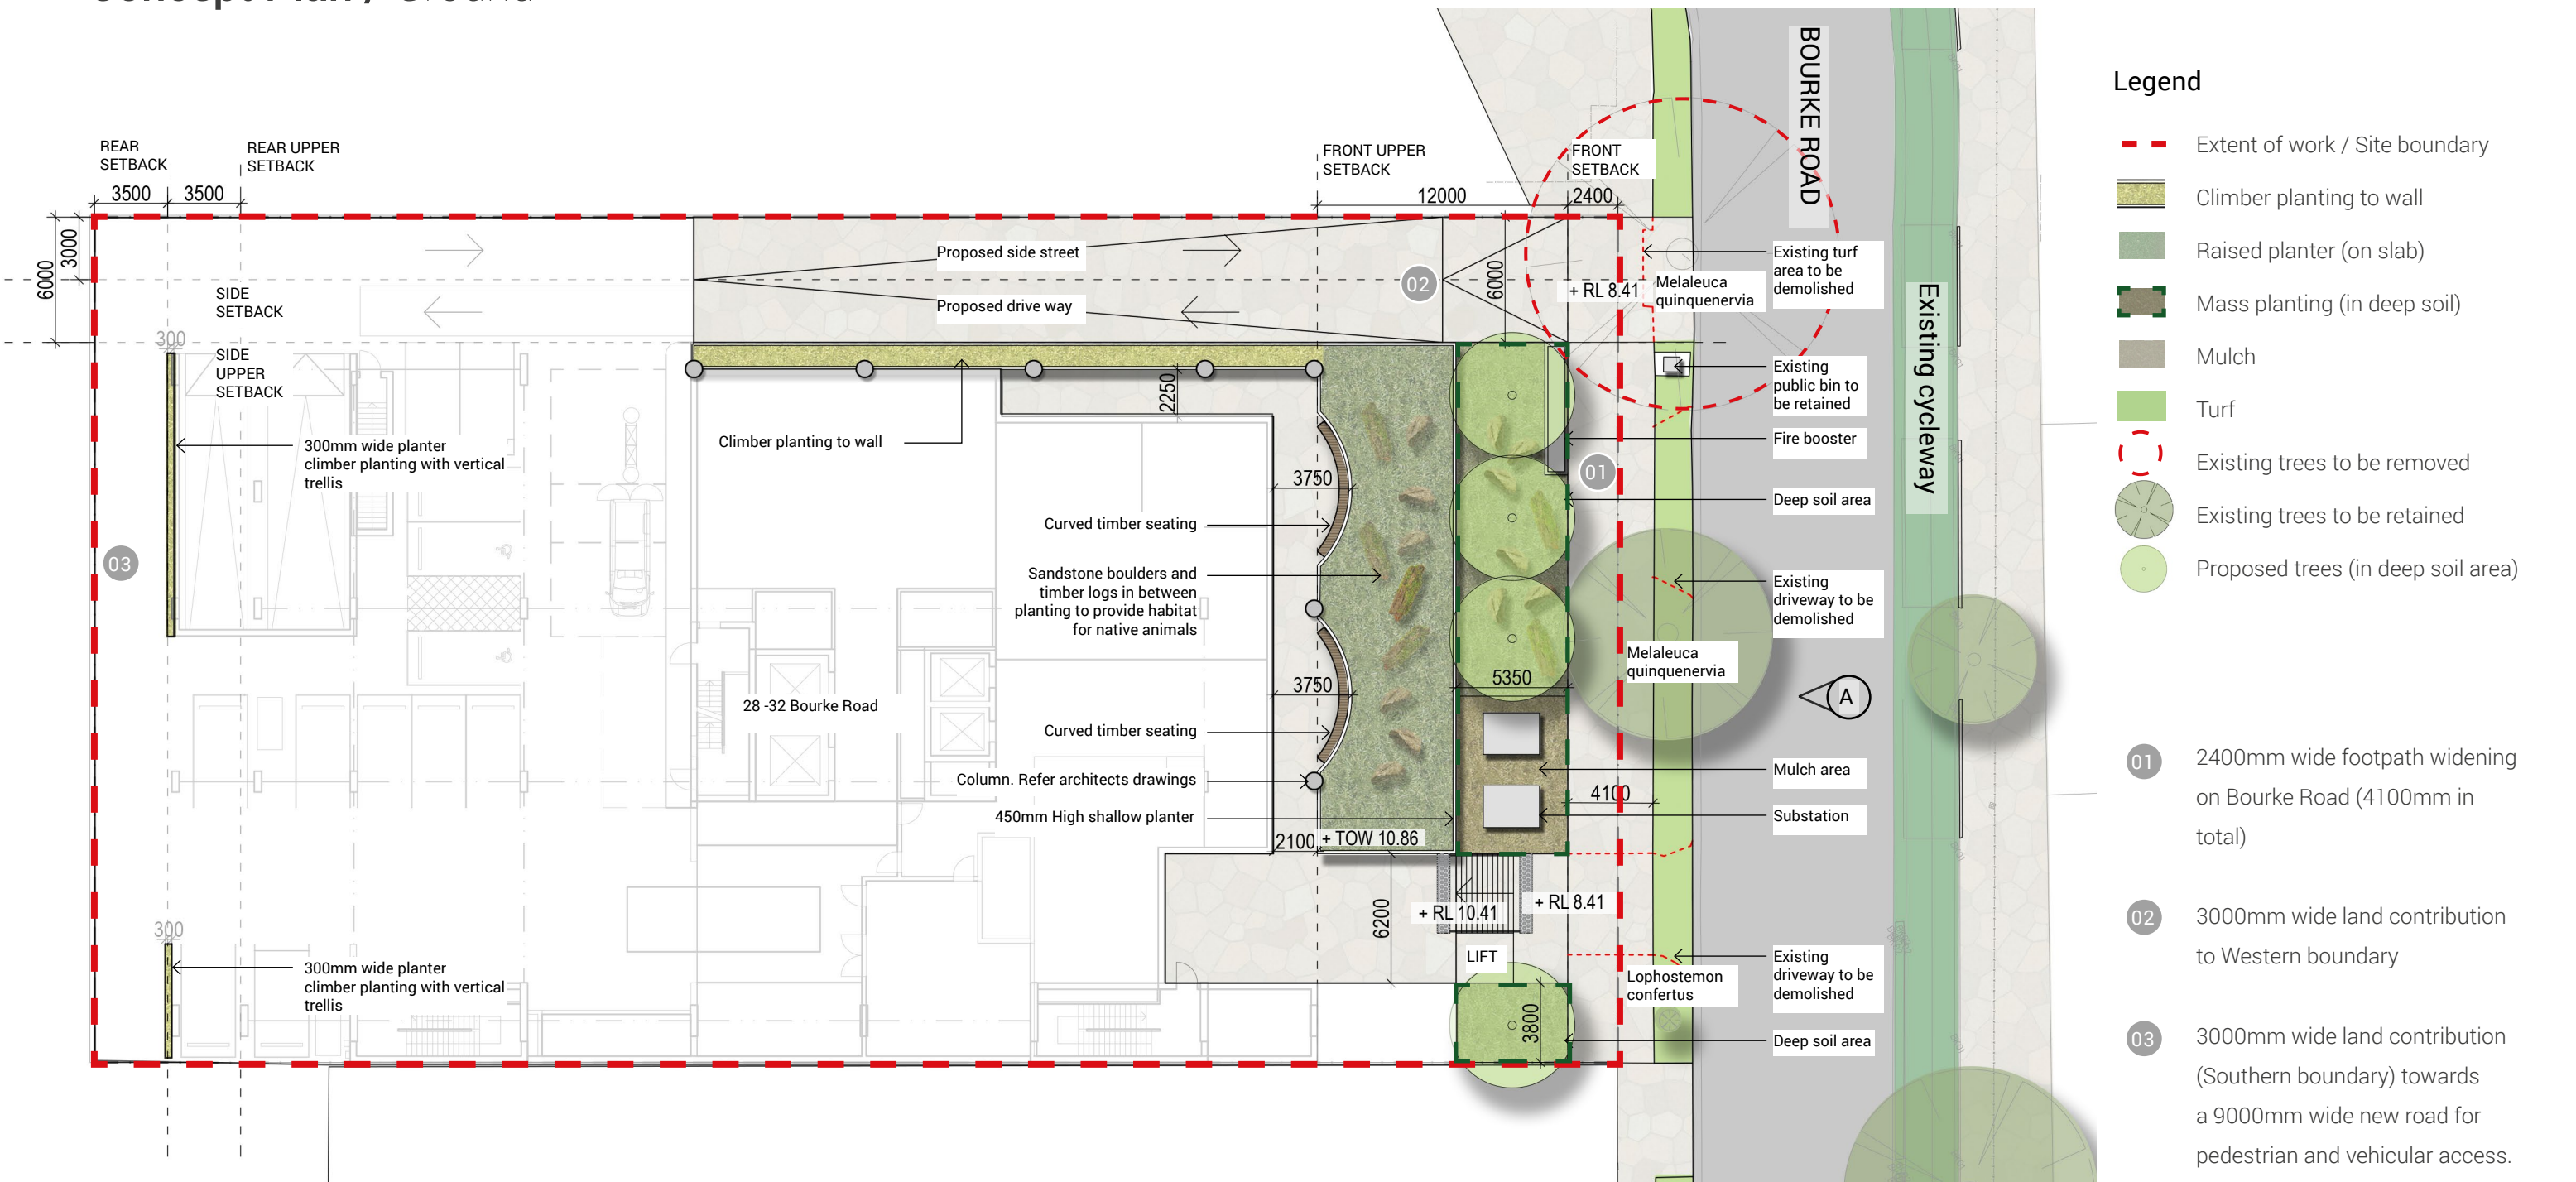 Concept Plan / Ground
REAR
SETBACK
REAR UPPER
SETBACK
3500
3500
3000
6000
SIDE
SETBACK
300
SIDE
UPPER
SETBACK
300mm wide planter
climber planting with vertical
trellis
03
300
300mm wide planter
climber planting with vertical
trellis
Proposed side street
Proposed drive way
02
6000
FRONT UPPER
SETBACK
12000
FRONT
SETBACK
2400
+ RL 8.41
Climber planting to wall
2250
3750
Curved timber seating
Sandstone boulders and
timber logs in between
planting to provide habitat
for native animals
28 -32 Bourke Road
3750
Curved timber seating
Column. Refer architects drawings
450mm High shallow planter
2100
+ TOW 10.86
5350
4100
6200
+ RL 10.41
+ RL 8.41
LIFT
3800
01
BOURKE ROAD
Existing cycleway
Melaleuca
quinquenervia
Existing turf
area to be
demolished
Existing
public bin to
be retained
Fire booster
Deep soil area
Existing
driveway to be
demolished
Melaleuca
quinquenervia
A
Mulch area
Substation
Existing
driveway to be
demolished
Lophostemon
confertus
Deep soil area
Legend
Extent of work / Site boundary
Climber planting to wall
Raised planter (on slab)
Mass planting (in deep soil)
Mulch
Turf
Existing trees to be removed
Existing trees to be retained
Proposed trees (in deep soil area)
01
2400mm wide footpath widening
on Bourke Road (4100mm in
total)
02
3000mm wide land contribution
to Western boundary
03
3000mm wide land contribution
(Southern boundary) towards
a 9000mm wide new road for
pedestrian and vehicular access.